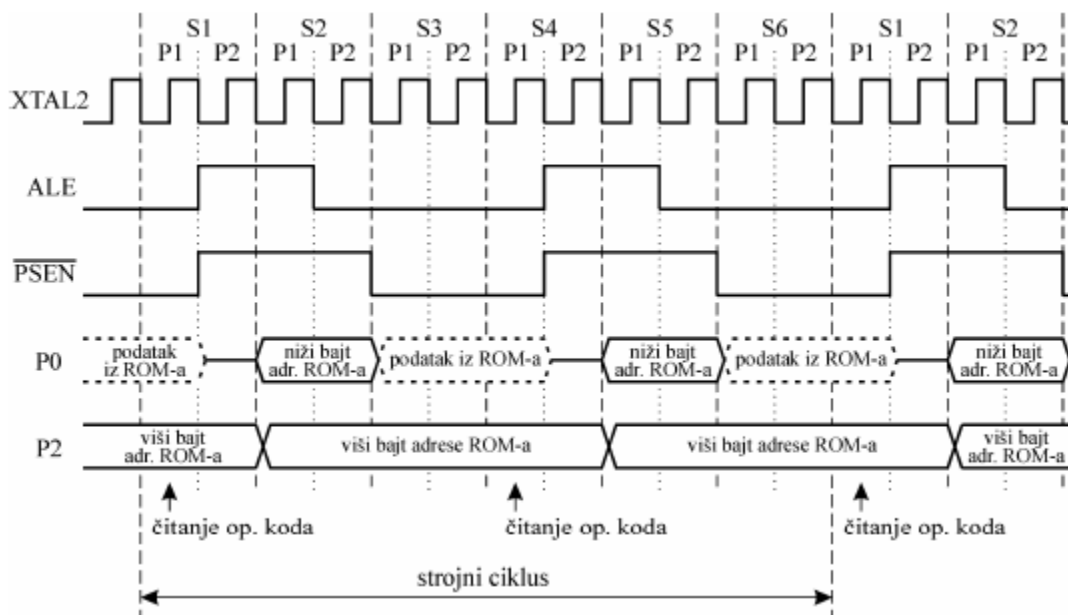 S1 S2 S3 S4 S5 S6 S1 S2
P1 P2 P1 P2 P1 P2 P1 P2 P1 P2 P1 P2 P1 P2 P1 P2
XTAL2
ALE
PSEN
P0
podatak
iz ROM-a
niži bajt
adr. ROM-a
podatak iz ROM-a
niži bajt
adr. ROM-a
podatak iz ROM-a
niži bajt
adr. ROM-a
P2
viši bajt
adr. ROM-a
viši bajt adrese ROM-a
viši bajt adrese ROM-a
viši bajt
adr. ROM-a
čitanje op. koda
čitanje op. koda
čitanje op. koda
strojni ciklus